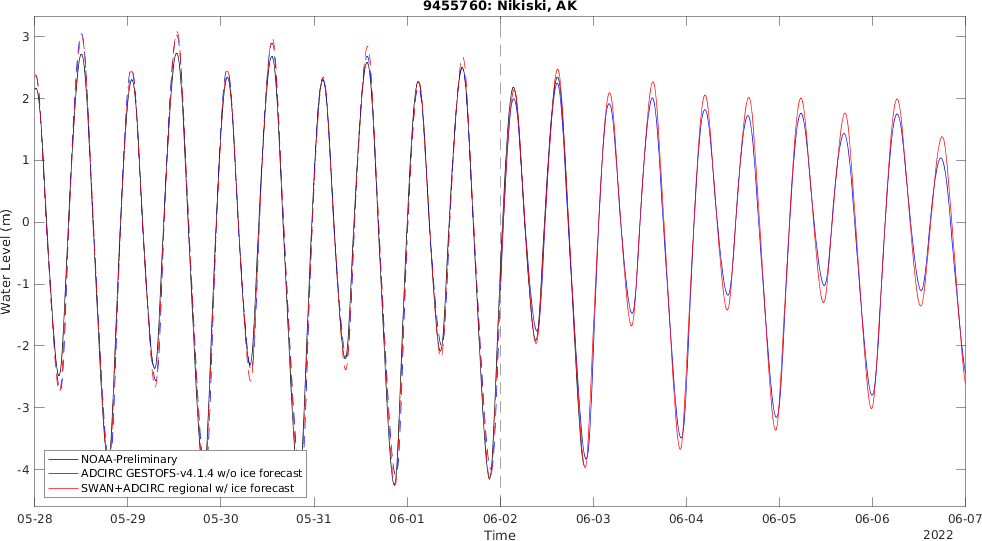 9455760: Nikiski, AK
3
2
1
0
-1
-2
-3
-4
Water Level (m)
NOAA-Preliminary
ADCIRC GESTOFS-v4.1.4 w/o ice forecast
SWAN+ADCIRC regional w/ ice forecast
05-28 05-29 05-30 05-31 06-01 06-02 06-03 06-04 06-05 06-06 06-07
Time
2022